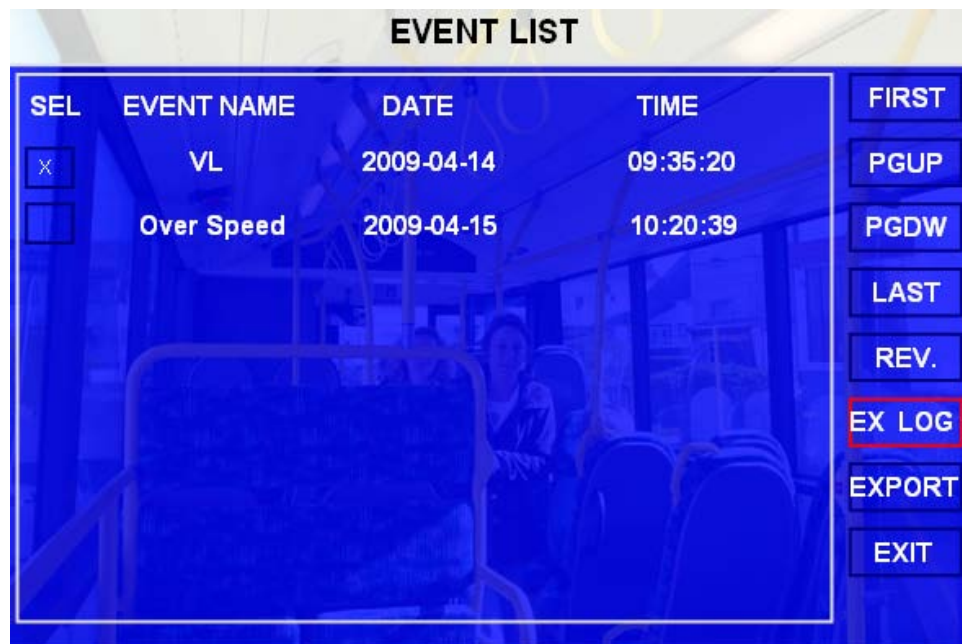 EVENT LIST
SEL EVENT NAME DATE TIME
X VL 2009-04-14 09:35:20
Over Speed 2009-04-15 10:20:39
FIRST
PGUP
PGDW
LAST
REV.
EX LOG
EXPORT
EXIT